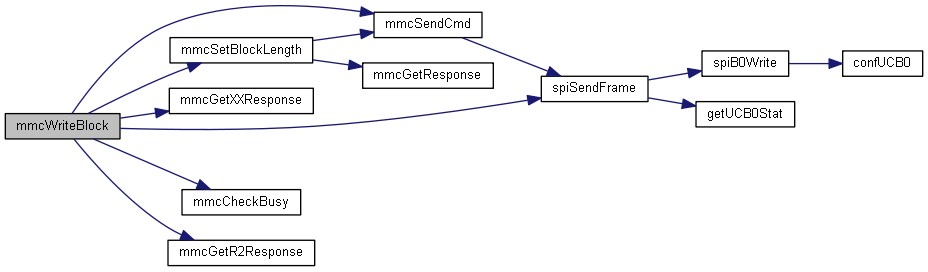 mmcWriteBlock
mmcSetBlockLength
mmcGetXXResponse
mmcCheckBusy
mmcGetR2Response
mmcSendCmd
mmcGetResponse
spiSendFrame
spiB0Write
getUCB0Stat
confUCB0